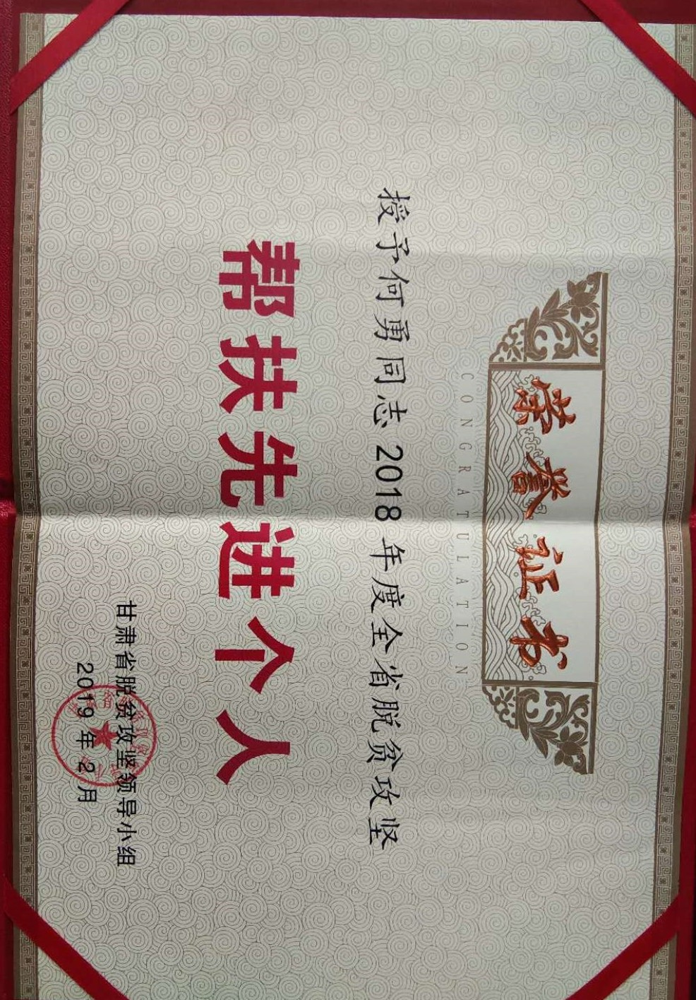 荣誉证书
CONGRATULATION
授予何勇同志2018年度全省脱贫攻坚
帮扶先进个人
甘肃省脱贫攻坚领导小组
2019年2月